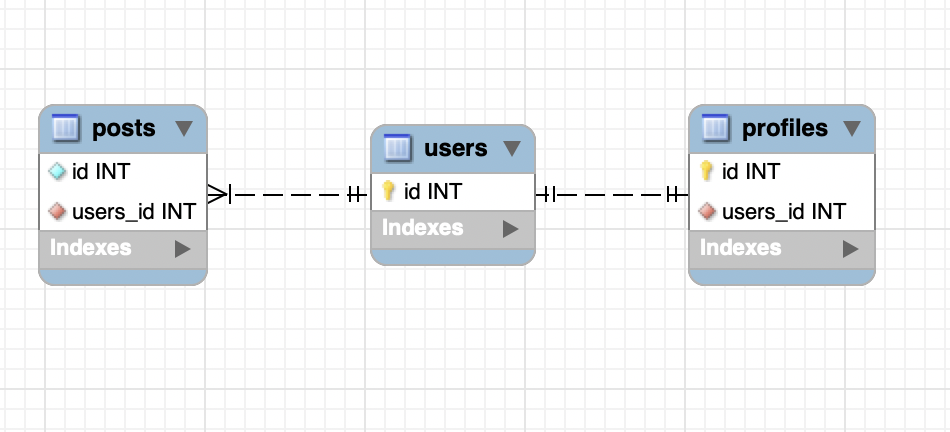 posts
id INT
users_id INT
Indexes
users
id INT
Indexes
profiles
id INT
users_id INT
Indexes